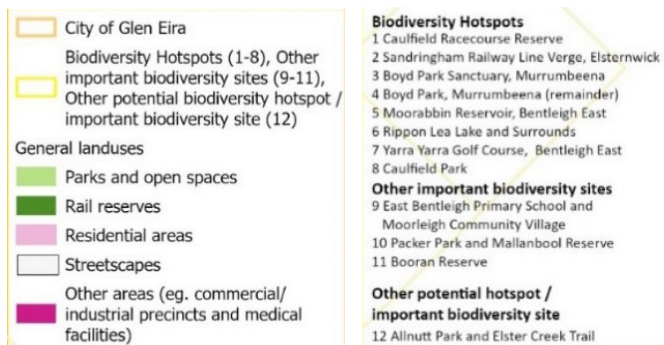 City of Glen Eira
Biodiversity Hotspots (1-8), Other
important biodiversity sites (9-11),
Other potential biodiversity hotspot /
important biodiversity site (12)
General landuses
Parks and open spaces
Rail reserves
Residential areas
Streetscapes
Other areas (eg. commercial/
industrial precincts and medical
facilities)
Biodiversity Hotspots
1 Caulfield Racecourse Reserve
2 Sandringham Railway Line Verge, Elsternwick
3 Boyd Park Sanctuary, Murrumbeena
4 Boyd Park, Murrumbeena (remainder)
5 Moorabbin Reservoir, Bentleigh East
6 Rippon Lea Lake and Surrounds
7 Yarra Yarra Golf Course, Bentleigh East
8 Caulfield Park
Other important biodiversity sites
9 East Bentleigh Primary School and
Moorleigh Community Village
10 Packer Park and Mallanbool Reserve
11 Booran Reserve
Other potential hotspot /
important biodiversity site
12 Allnutt Park and Elster Creek Trail